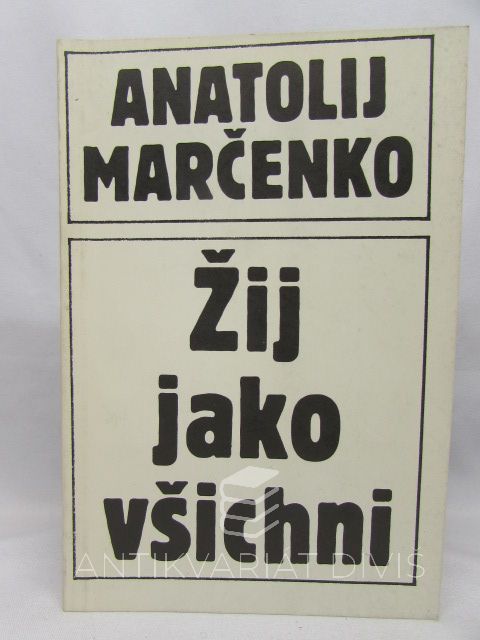 ANATOLIJ
MARČENKO
Žij
jako
všichni
ANTIKVARIÁT DIVIŠ